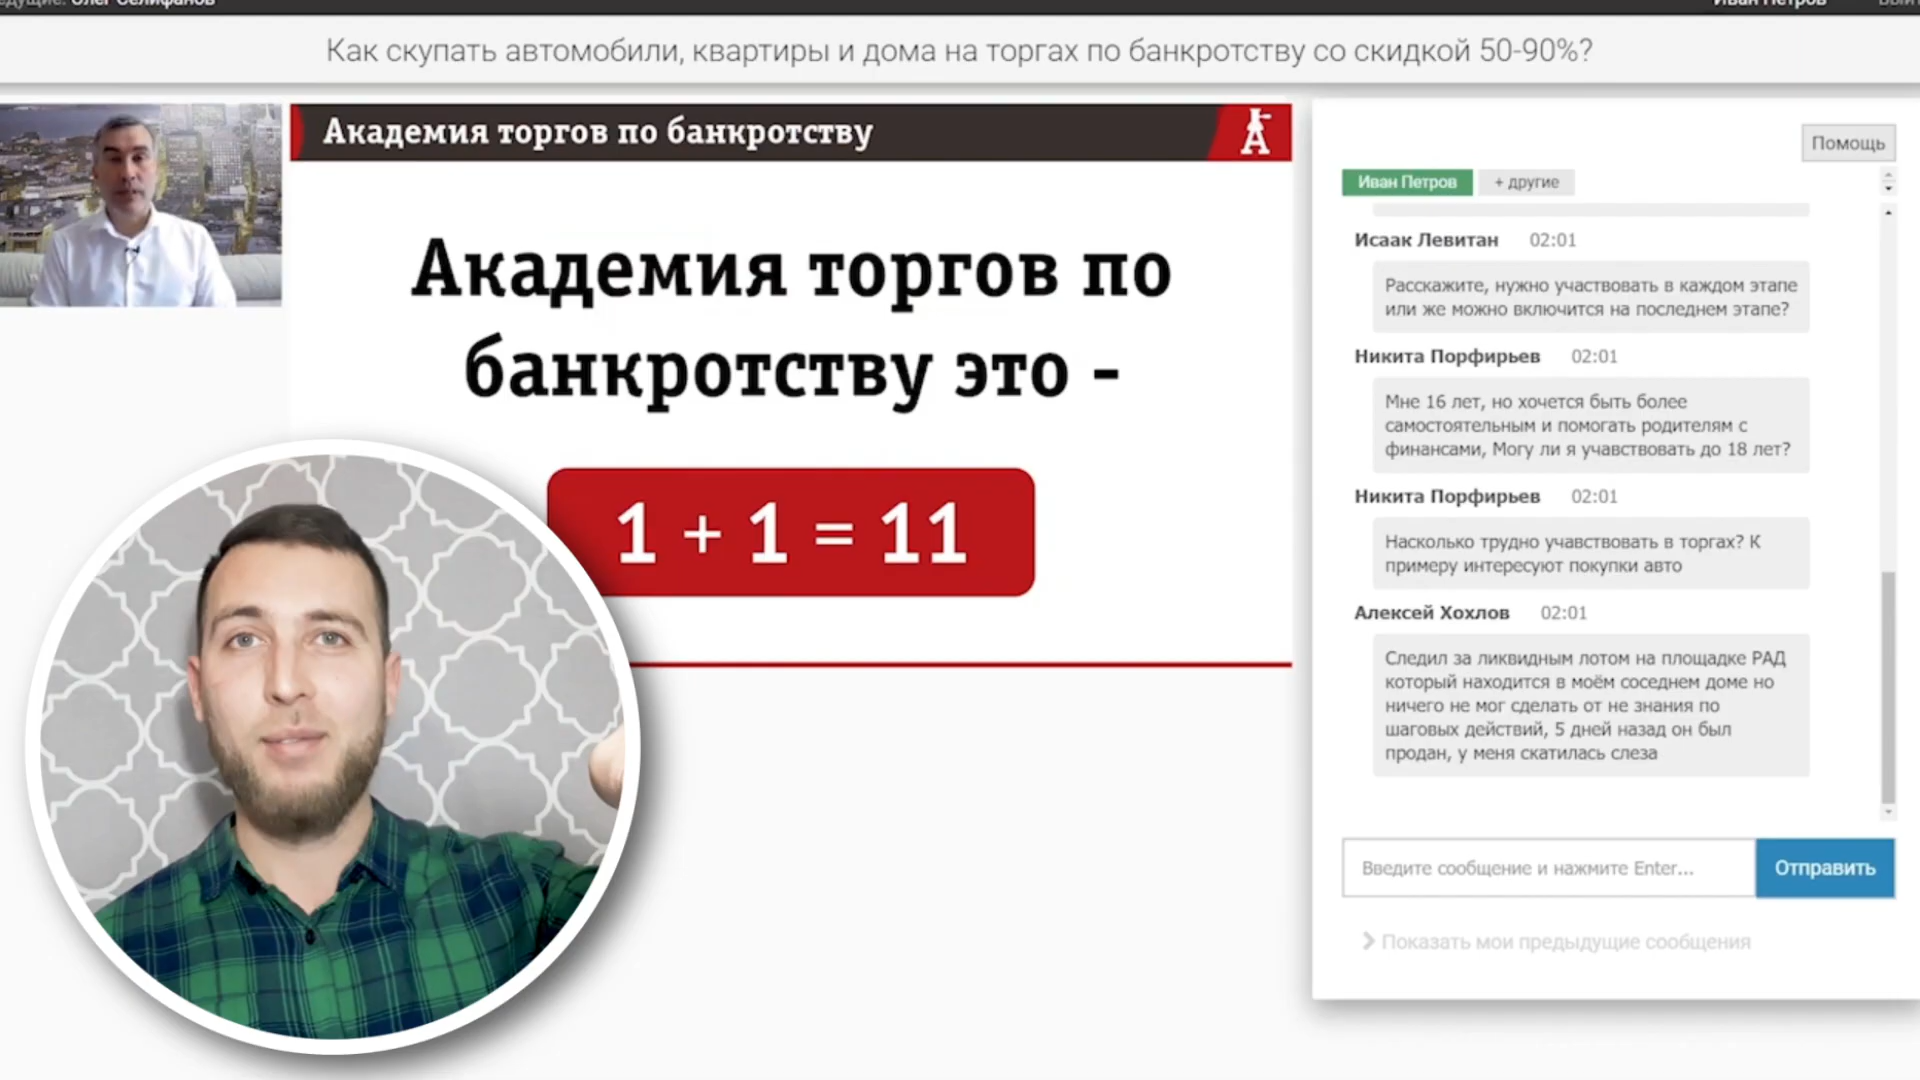 Олег Селифанов
Иван Петров
Как скупать автомобили, квартиры и дома на торгах по банкротству со скидкой 50-90%?
Академия торгов по банкротству
Академия торгов по
банкротству это -
1 + 1 = 11
Помощь
Иван Петров
+ другие
Исаак Левитан 02:01
Расскажите, нужно участвовать в каждом этапе
или же можно включится на последнем этапе?
Никита Порфирьев 02:01
Мне 16 лет, но хочется быть более
самостоятельным и помогать родителям с
финансами, Могу ли я учавствовать до 18 лет?
Никита Порфирьев 02:01
Насколько трудно учавствовать в торгах? К
примеру интересуют покупки авто
Алексей Хохлов 02:01
Следил за ликвидным лотом на площадке РАД
который находится в моём соседнем доме но
ничего не мог сделать от не знания по
шаговых действий, 5 дней назад он был
продан, у меня скатилась слеза
Введите сообщение и нажмите Enter...
Отправить
Показать мои предыдущие сообщения